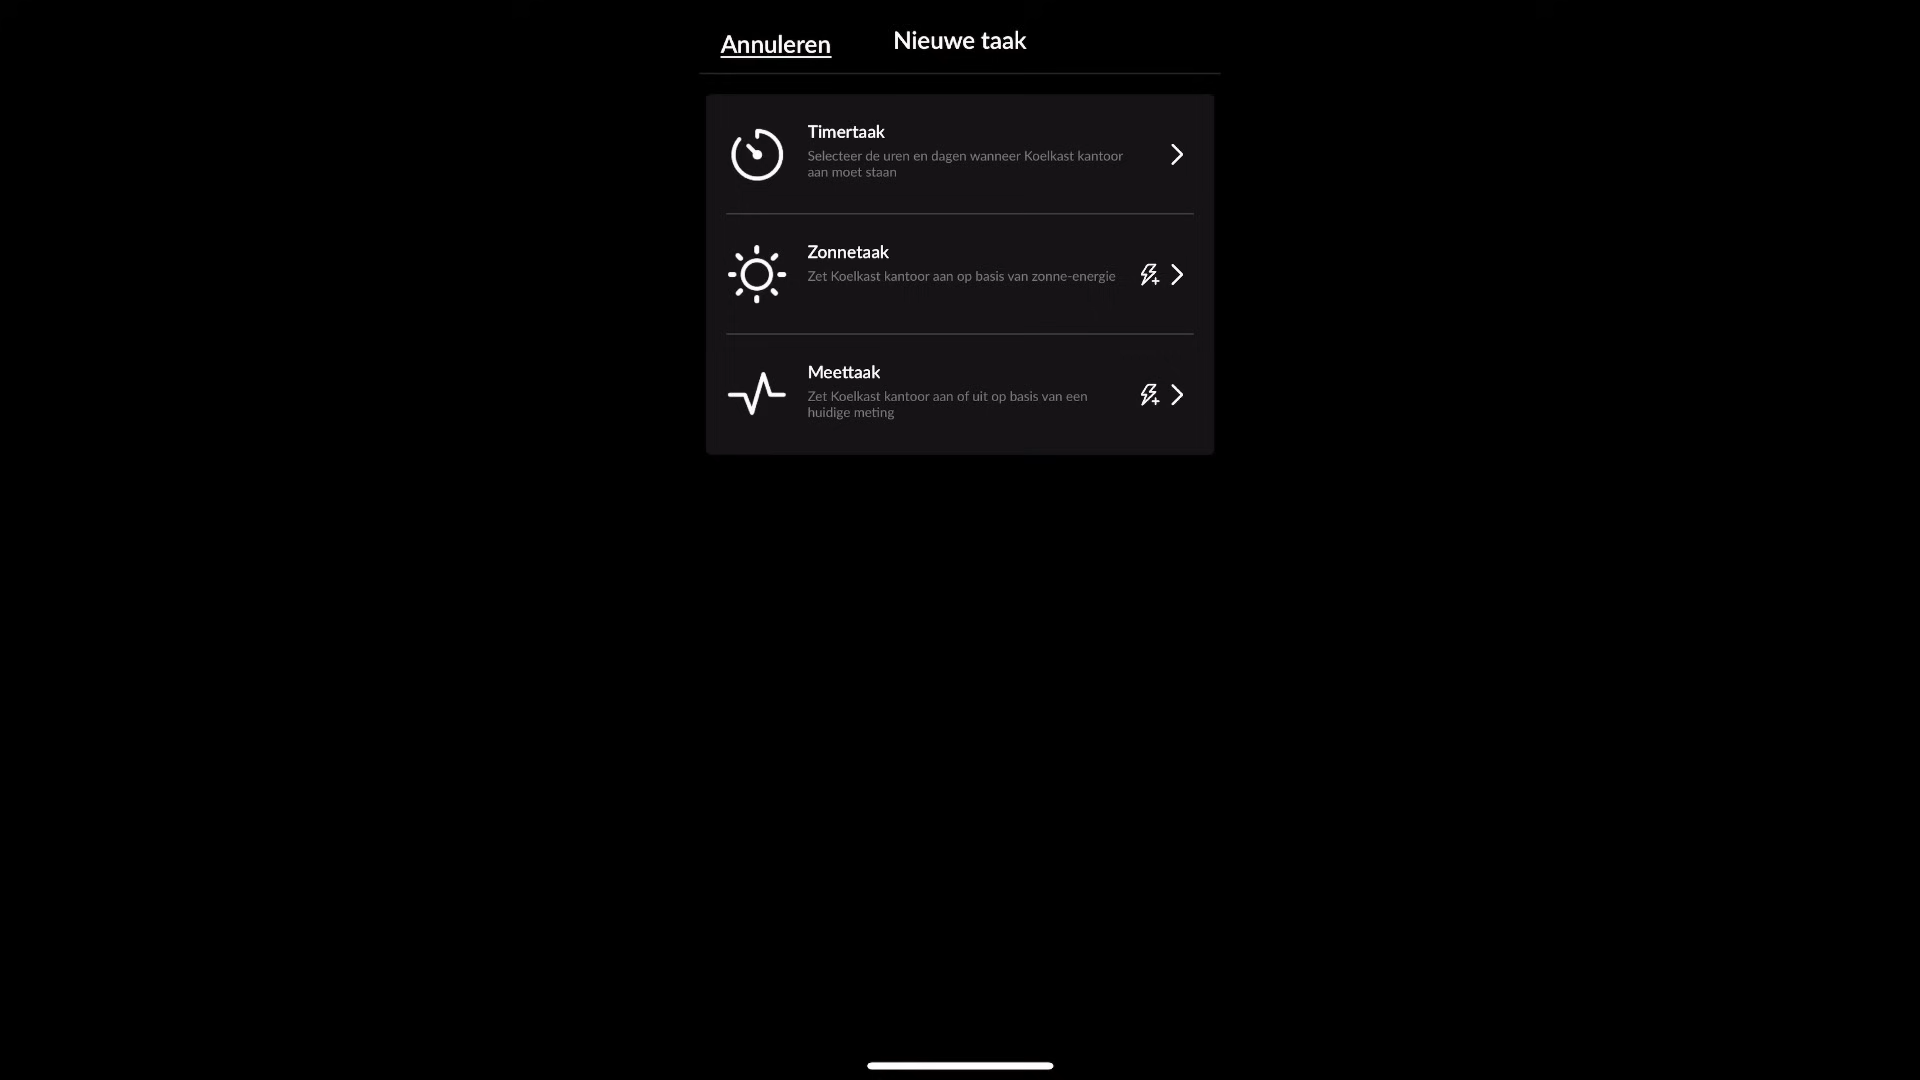 Annuleren
Nieuwe taak
Timertaak
Selecteer de uren en dagen wanneer Koelkast kantoor
aan moet staan
Zonnetaak
Zet Koelkast kantoor aan op basis van zonne-energie
Meettaak
Zet Koelkast kantoor aan of uit op basis van een
huidige meting